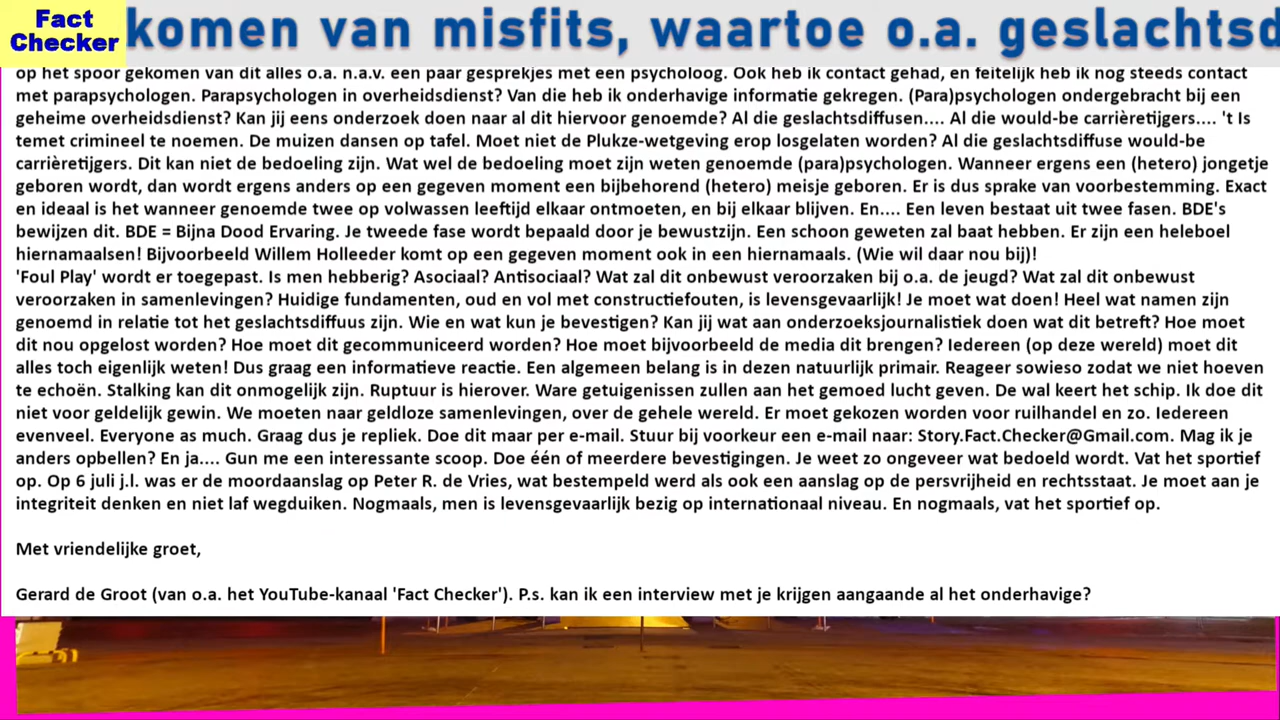 Fact
Checker
komen van misfits, waartoe o.a. geslachtsd
op het spoor gekomen van dit alles o.a. n.a.v. een paar gesprekjes met een psycholoog. Ook heb ik contact gehad, en feitelijk heb ik nog steeds contact
met parapsychologen. Parapsychologen in overheidsdienst? Van die heb ik onderhavige informatie gekregen. (Para)psychologen ondergebracht bij een
geheime overheidsdienst? Kan jij eens onderzoek doen naar al dit hiervoor genoemde? Al die geslachtsdiffusen.... Al die would-be carrièretijgers.... 't Is
temet crimineel te noemen. De muizen dansen op tafel. Moet niet de Plukze-wetgeving erop losgelaten worden? Al die geslachtsdiffuse would-be
carrièretijgers. Dit kan niet de bedoeling zijn. Wat wel de bedoeling moet zijn weten genoemde (para)psychologen. Wanneer ergens een (hetero) jongetje
geboren wordt, dan wordt ergens anders op een gegeven moment een bijbehorend (hetero) meisje geboren. Er is dus sprake van voorbestemming. Exact
en ideaal is het wanneer genoemde twee op volwassen leeftijd elkaar ontmoeten, en bij elkaar blijven. En.... Een leven bestaat uit twee fasen. BDE's
bewijzen dit. BDE = Bijna Dood Ervaring. Je tweede fase wordt bepaald door je bewustzijn. Een schoon geweten zal baat hebben. Er zijn een heleboel
hiernamaalsen! Bijvoorbeeld Willem Holleeder komt op een gegeven moment ook in een hiernamaals. (Wie wil daar nou bij)!
'Foul Play' wordt er toegepast. Is men hebberig? Asociaal? Antisociaal? Wat zal dit onbewust veroorzaken bij o.a. de jeugd? Wat zal dit onbewust
veroorzaken in samenlevingen? Huidige fundamenten, oud en vol met constructiefouten, is levensgevaarlijk! Je moet wat doen! Heel wat namen zijn
genoemd in relatie tot het geslachtsdiffuus zijn. Wie en wat kun je bevestigen? Kan jij wat aan onderzoeksjournalistiek doen wat dit betreft? Hoe moet
dit nou opgelost worden? Hoe moet dit gecommuniceerd worden? Hoe moet bijvoorbeeld de media dit brengen? Iedereen (op deze wereld) moet dit
alles toch eigenlijk weten! Dus graag een informatieve reactie. Een algemeen belang is in dezen natuurlijk primair. Reageer sowieso zodat we niet hoeven
te echoën. Stalking kan dit onmogelijk zijn. Ruptuur is hierover. Ware getuigenissen zullen aan het gemoed lucht geven. De wal keert het schip. Ik doe dit
niet voor geldelijk gewin. We moeten naar geldloze samenlevingen, over de gehele wereld. Er moet gekozen worden voor ruilhandel en zo. Iedereen
evenveel. Everyone as much. Graag dus je repliek. Doe dit maar per e-mail. Stuur bij voorkeur een e-mail naar: Story.Fact.Checker@Gmail.com. Mag ik je
anders opbellen? En ja.... Gun me een interessante scoop. Doe één of meerdere bevestigingen. Je weet zo ongeveer wat bedoeld wordt. Vat het sportief
op. Op 6 juli j.l. was er de moordaanslag op Peter R. de Vries, wat bestempeld werd als ook een aanslag op de persvrijheid en rechtsstaat. Je moet aan je
integriteit denken en niet laf wegduiken. Nogmaals, men is levensgevaarlijk bezig op internationaal niveau. En nogmaals, vat het sportief op.
Met vriendelijke groet,
Gerard de Groot (van o.a. het YouTube-kanaal 'Fact Checker'). P.s. kan ik een interview met je krijgen aangaande al het onderhavige?